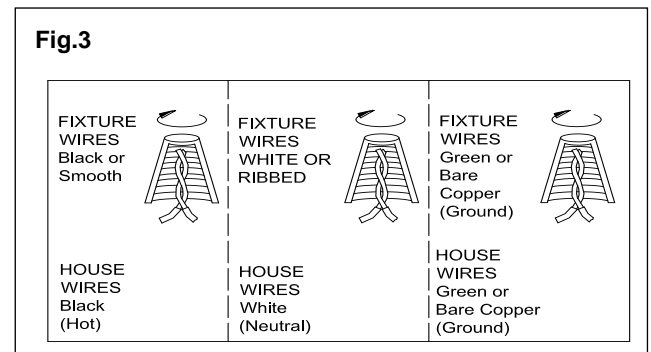 Fig.3
FIXTURE
WIRES
Black or
Smooth
HOUSE
WIRES
Black
(Hot)
FIXTURE
WIRES
WHITE OR
RIBBED
HOUSE
WIRES
White
(Neutral)
FIXTURE
WIRES
Green or
Bare
Copper
(Ground)
HOUSE
WIRES
Green or
Bare Copper
(Ground)